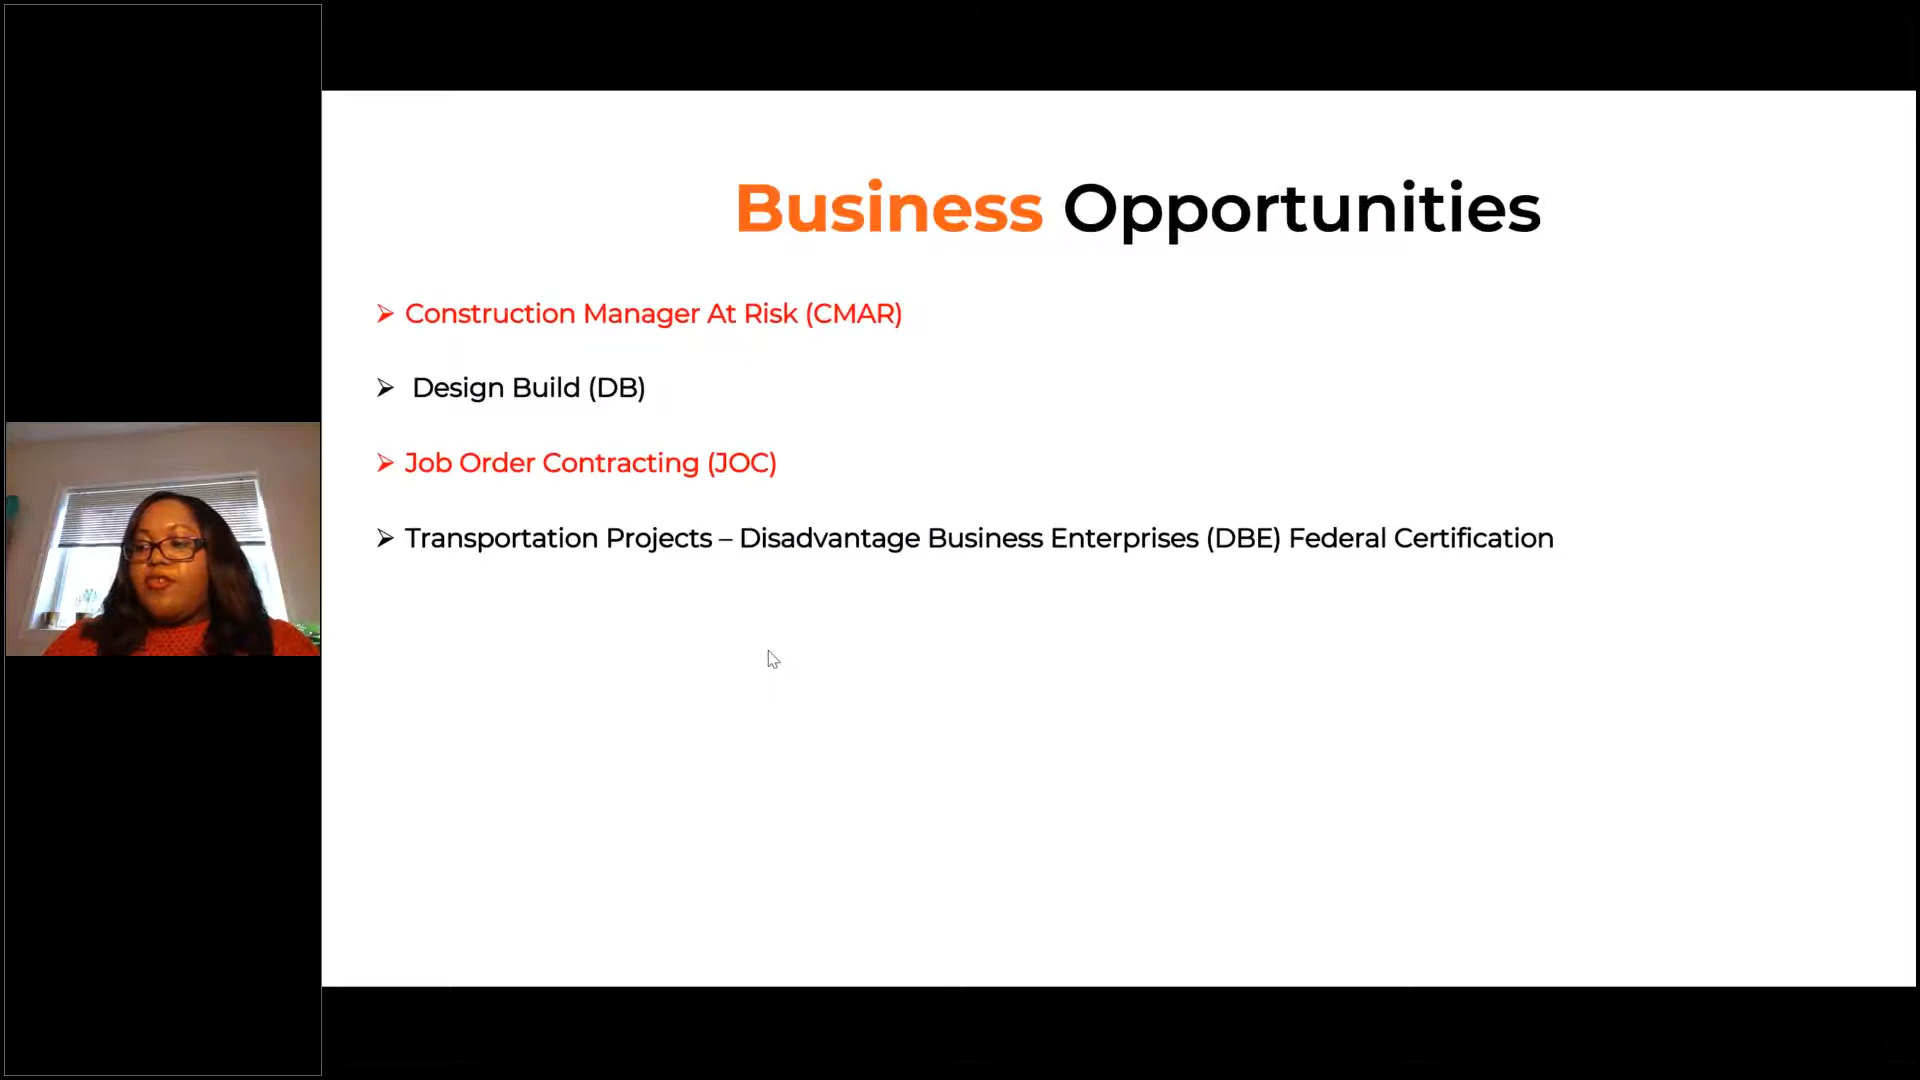 Business Opportunities
➢ Construction Manager At Risk (CMAR)
➢ Design Build (DB)
➢ Job Order Contracting (JOC)
➢ Transportation Projects – Disadvantage Business Enterprises (DBE) Federal Certification